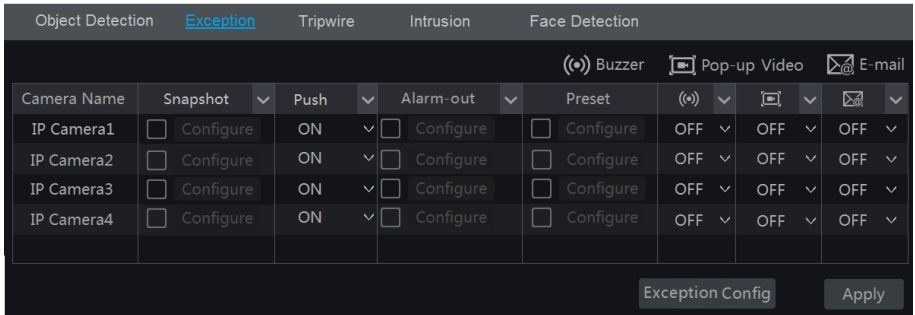 Object Detection Exception Tripwire Intrusion Face Detection
Buzzer Pop-up Video E-mail
Camera Name Snapshot Push Alarm-out Preset
IP Camera1 Configure ON Configure Configure OFF OFF OFF
IP Camera2 Configure ON Configure Configure OFF OFF OFF
IP Camera3 Configure ON Configure Configure OFF OFF OFF
IP Camera4 Configure ON Configure Configure OFF OFF OFF
Exception Config Apply